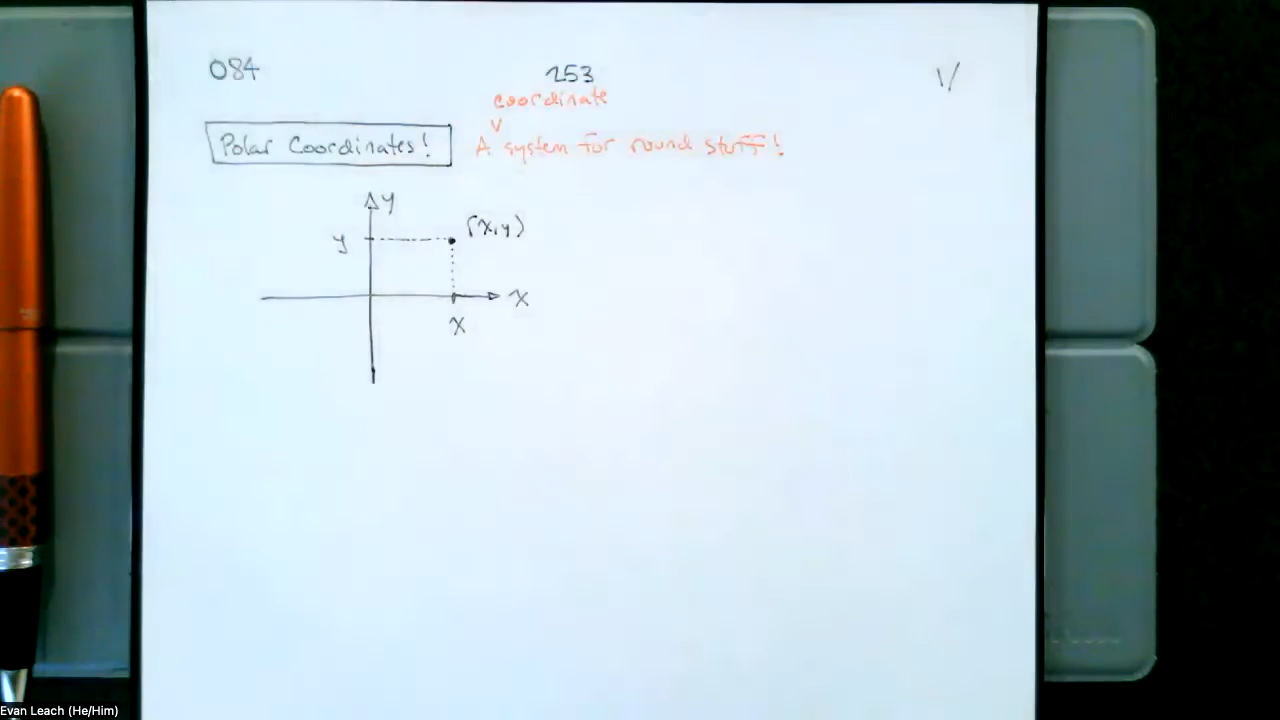 084 253 1/
coordinate
v
Polar Coordinates! A system for round stuff!
y
(x,y)
y
x
x
Evan Leach (He/Him)